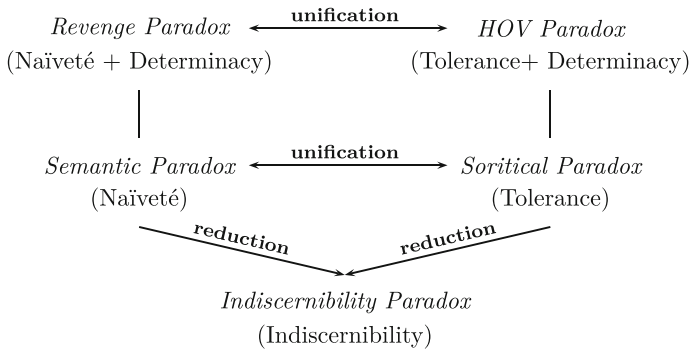 Revenge Paradox unification HOV Paradox
(Naïveté + Determinacy) (Tolerance+ Determinacy)
Semantic Paradox unification Soritical Paradox
(Naïveté) (Tolerance)
reduction reduction
Indiscernibility Paradox
(Indiscernibility)